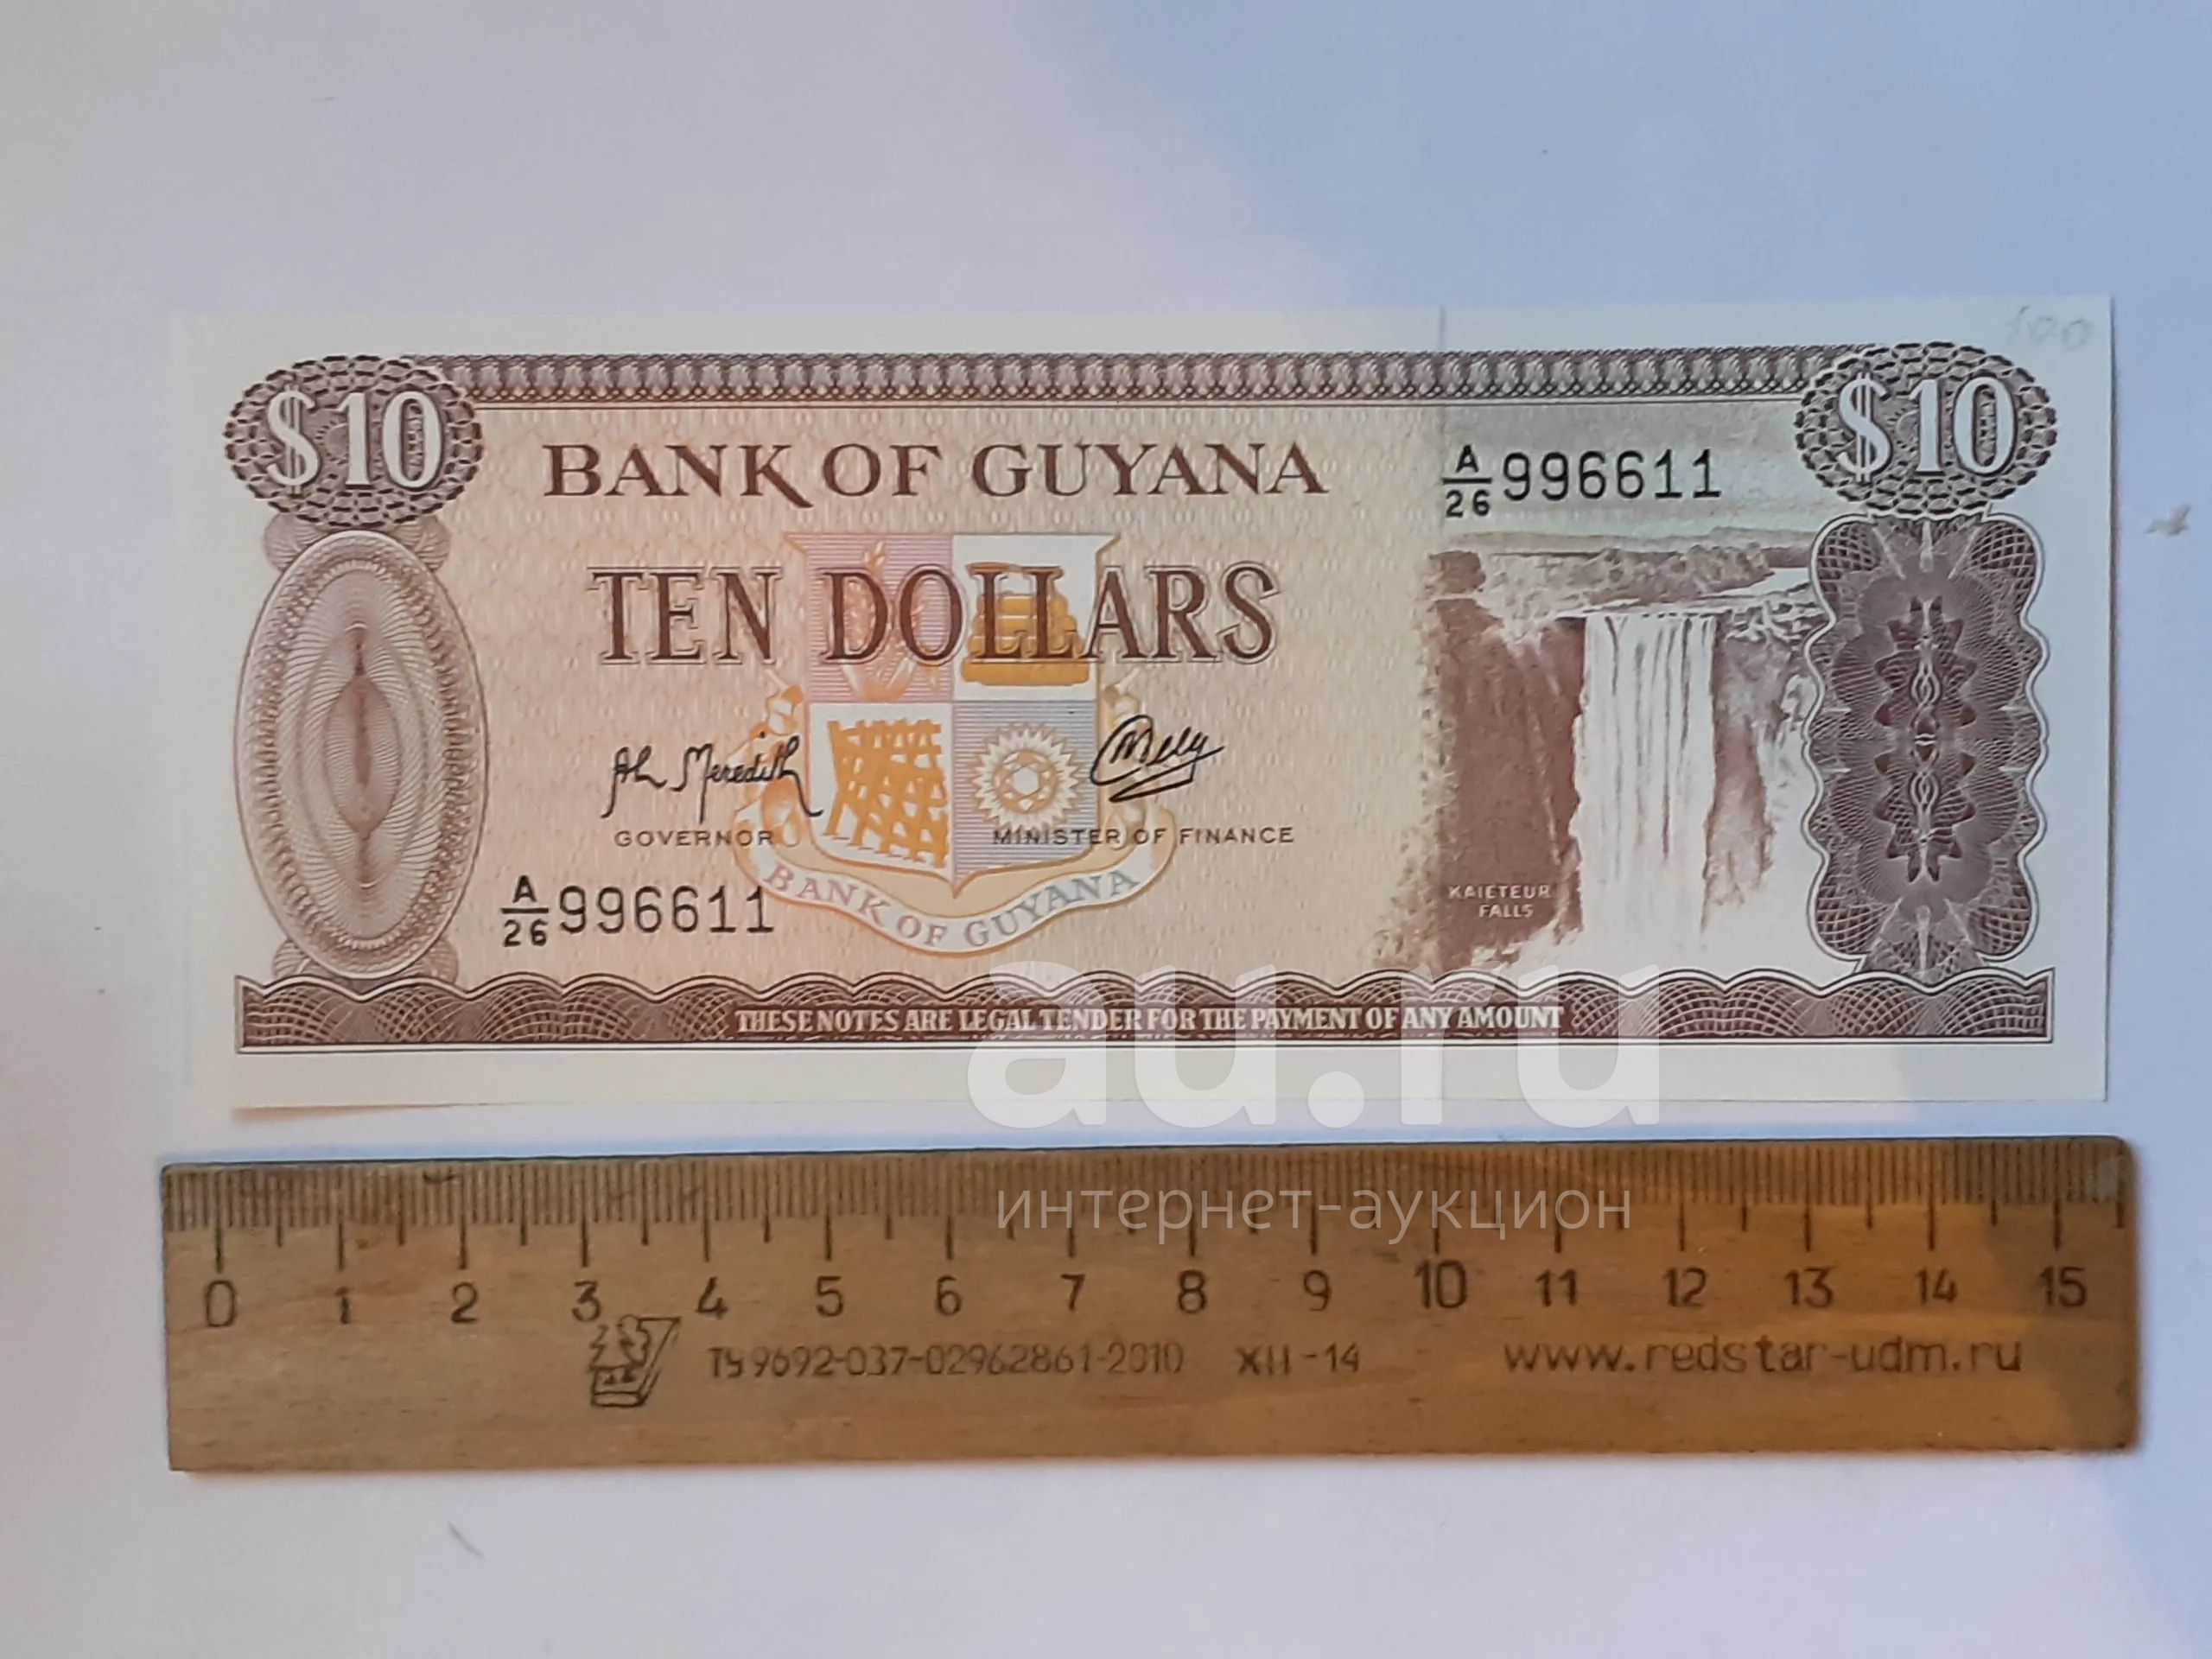 100
$10
$10
BANK OF GUYANA
A/26 996611
TEN DOLLARS
GOVERNOR
MINISTER OF FINANCE
A/26 996611
BANK OF GUYANA
KAIETEUR
FALLS
THESE NOTES ARE LEGAL TENDER FOR THE PAYMENT OF ANY AMOUNT
au.ru
интернет-аукцион
0 1 2 3 4 5 6 7 8 9 10 11 12 13 14 15
ТУ 9692-037-02962861-2010 XII-14 www.redstar-udm.ru